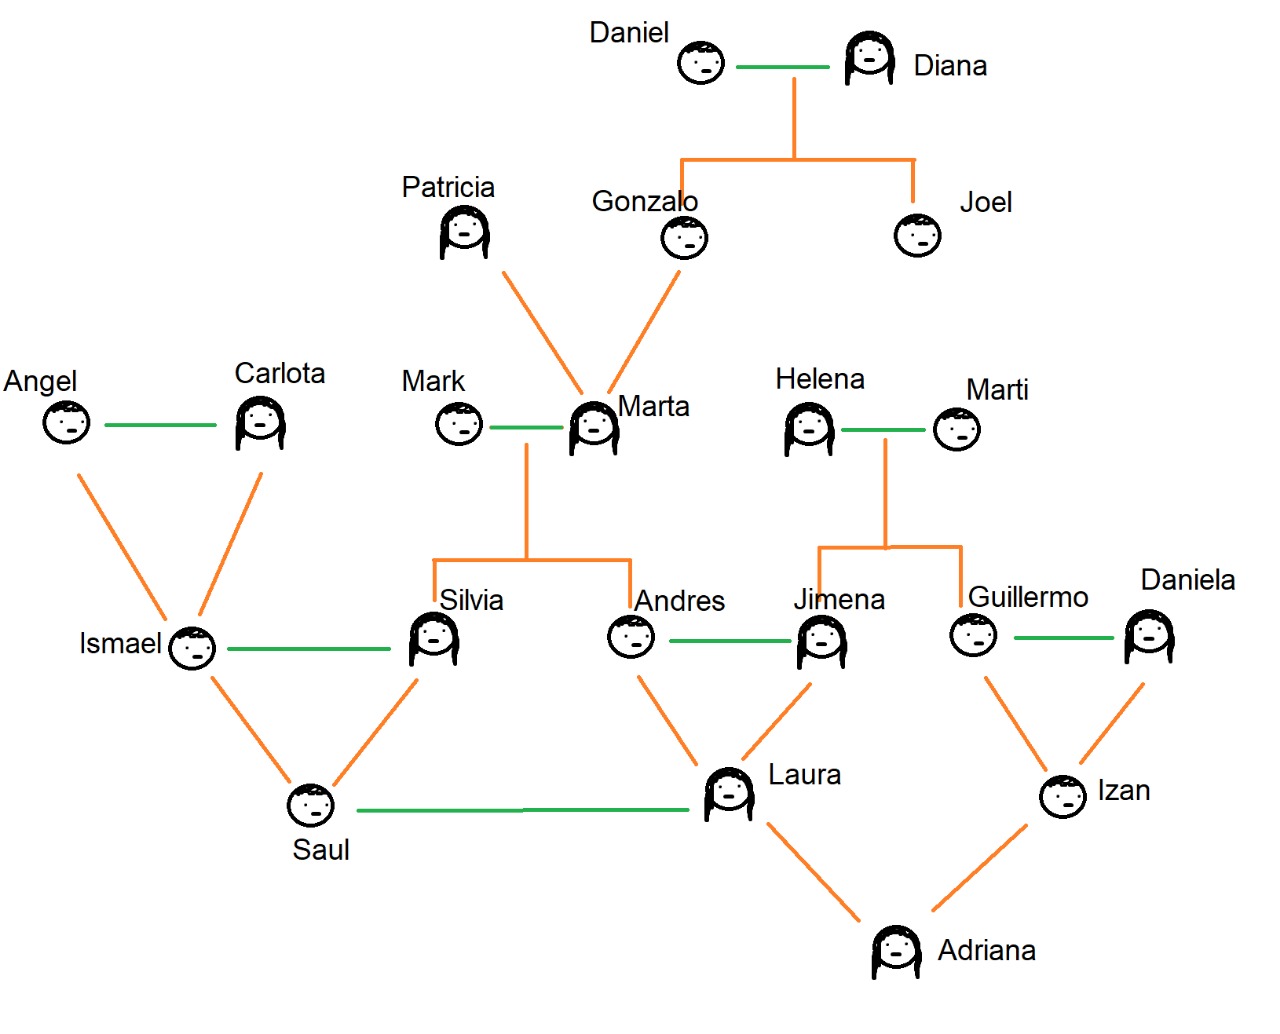 Daniel
Diana
Patricia
Gonzalo
Joel
Angel
Carlota
Mark
Marta
Helena
Marti
Ismael
Silvia
Andres
Jimena
Guillermo
Daniela
Saul
Laura
Izan
Adriana